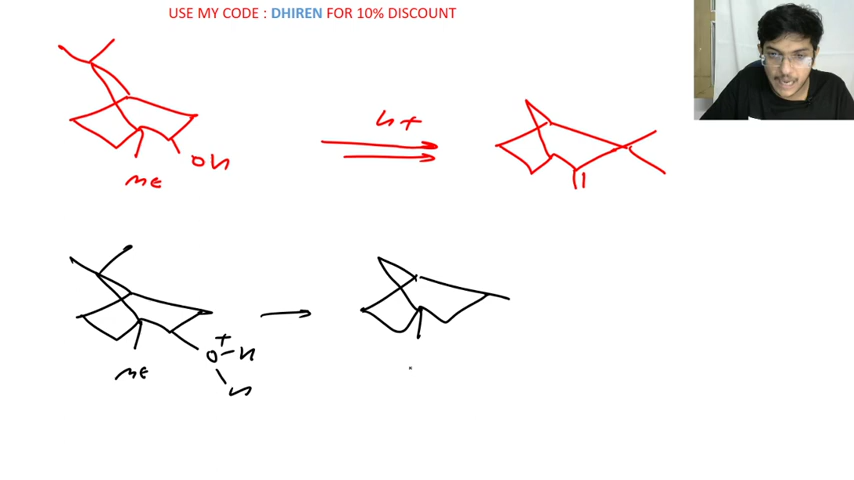 USE MY CODE : DHIREN FOR 10% DISCOUNT
H+
OH
ME
+
O-H
ME
H